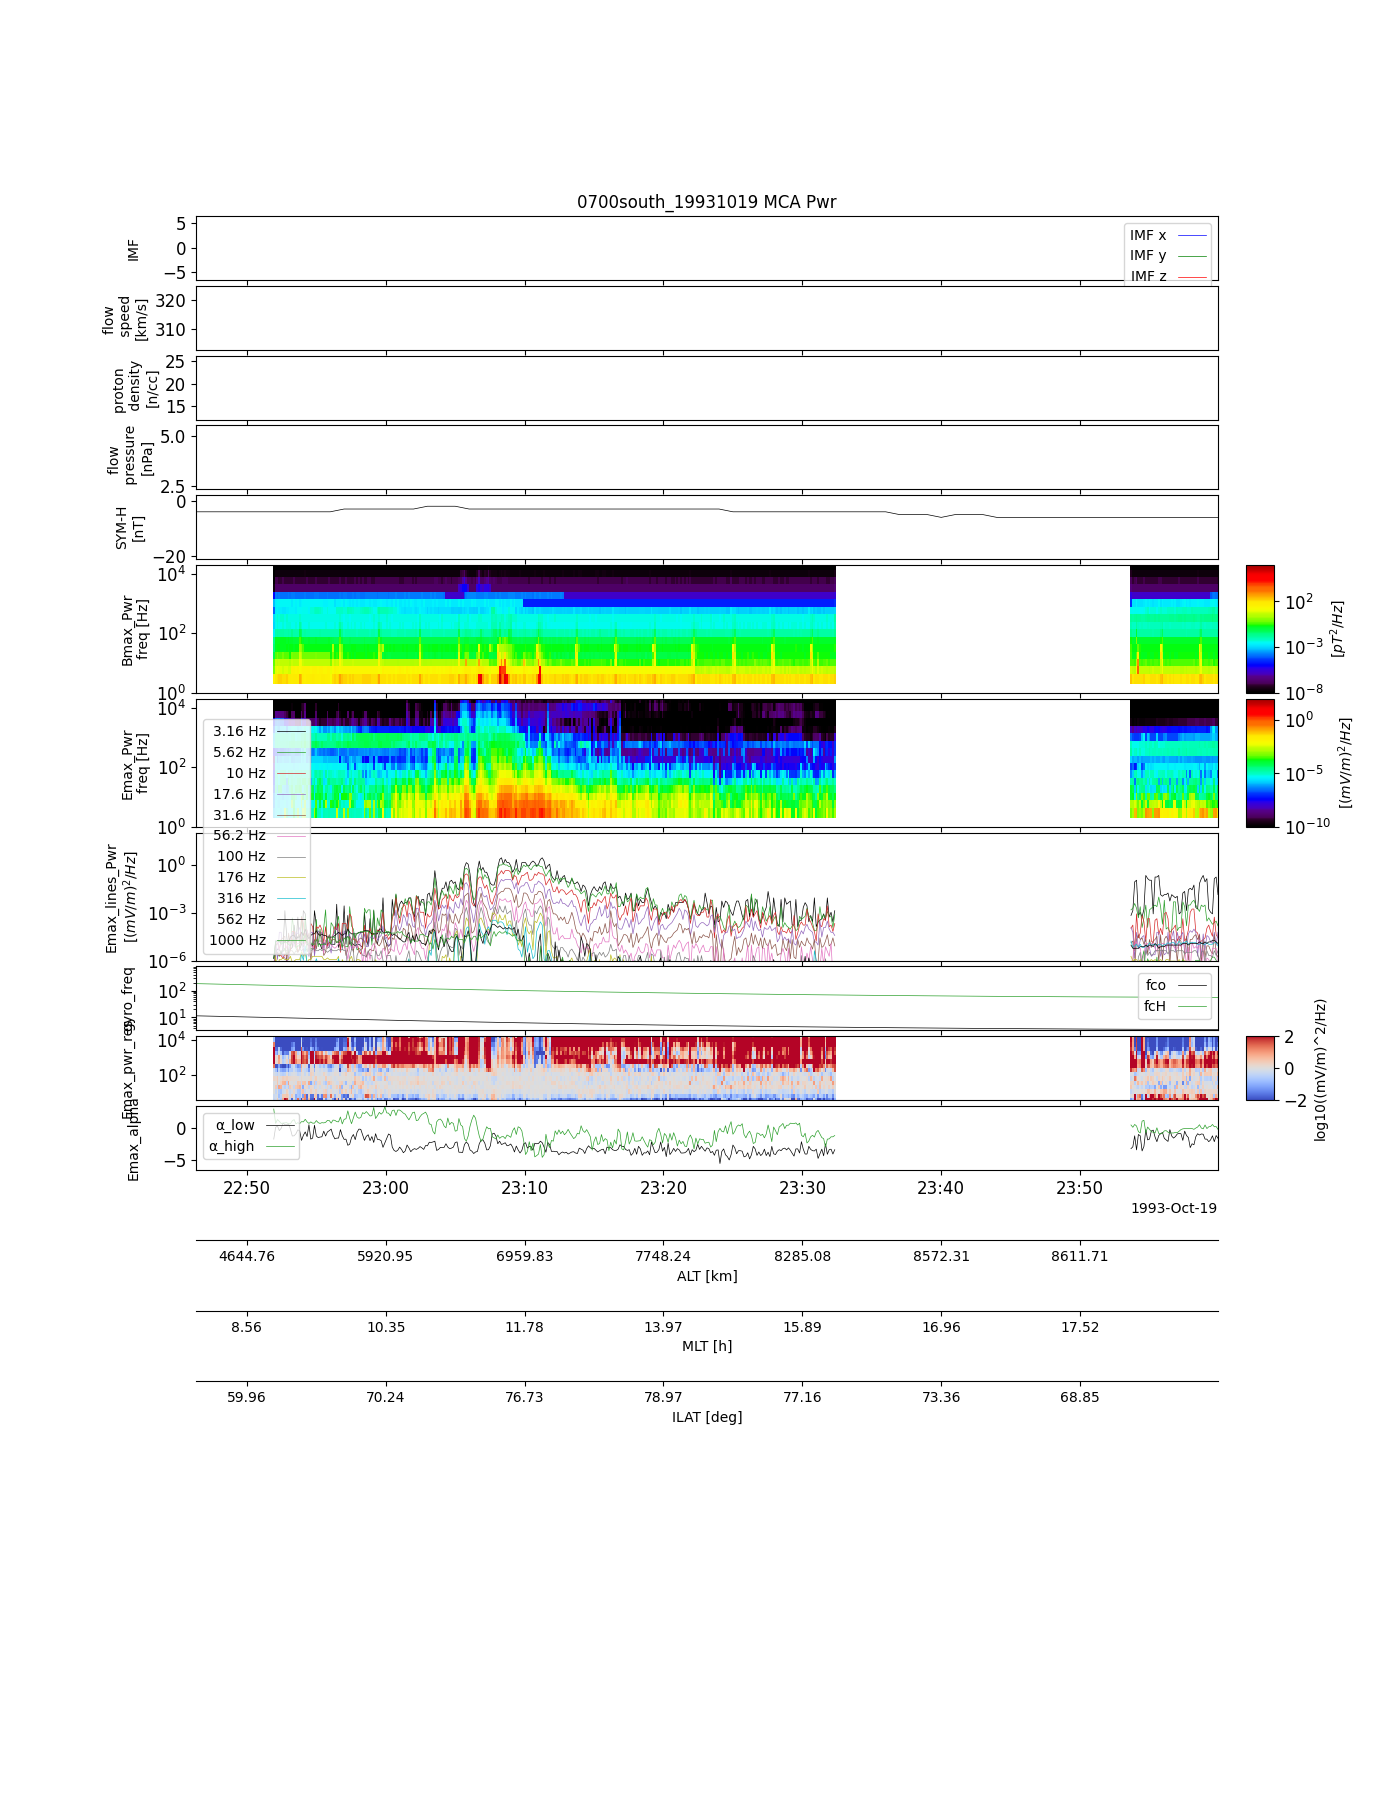 0700south_19931019 MCA Pwr
5
0
−5
IMF
IMF x
IMF y
IMF z
320
310
flow
speed
[km/s]
25
20
15
proton
density
[n/cc]
5.0
2.5
flow
pressure
[nPa]
0
−20
SYM-H
[nT]
10^4
10^2
10^0
Bmax_Pwr
freq [Hz]
10^2
10^−3
10^−8
[pT^2/Hz]
10^4
10^2
10^0
Emax_Pwr
freq [Hz]
10^0
10^−5
10^−10
[(mV/m)^2/Hz]
3.16 Hz
5.62 Hz
10 Hz
17.6 Hz
31.6 Hz
56.2 Hz
100 Hz
176 Hz
316 Hz
562 Hz
1000 Hz
10^0
10^−3
10^−6
Emax_lines_Pwr
[(mV/m)^2/Hz]
10^2
10^1
gyro_freq
fco
fcH
10^4
10^2
Emax_pwr_reg
2
0
−2
log10((mV/m)^2/Hz)
0
−5
Emax_alpha
α_low
α_high
22:50 23:00 23:10 23:20 23:30 23:40 23:50
1993-Oct-19
4644.76 5920.95 6959.83 7748.24 8285.08 8572.31 8611.71
ALT [km]
8.56 10.35 11.78 13.97 15.89 16.96 17.52
MLT [h]
59.96 70.24 76.73 78.97 77.16 73.36 68.85
ILAT [deg]